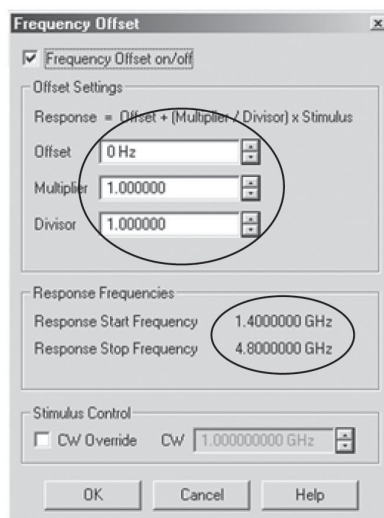 Frequency Offset
Frequency Offset on/off
Offset Settings
Response = Offset + (Multiplier / Divisor) x Stimulus
Offset 0 Hz
Multiplier 1.000000
Divisor 1.000000
Response Frequencies
Response Start Frequency 1.4000000 GHz
Response Stop Frequency 4.8000000 GHz
Stimulus Control
CW Override CW 1.000000000 GHz
OK Cancel Help